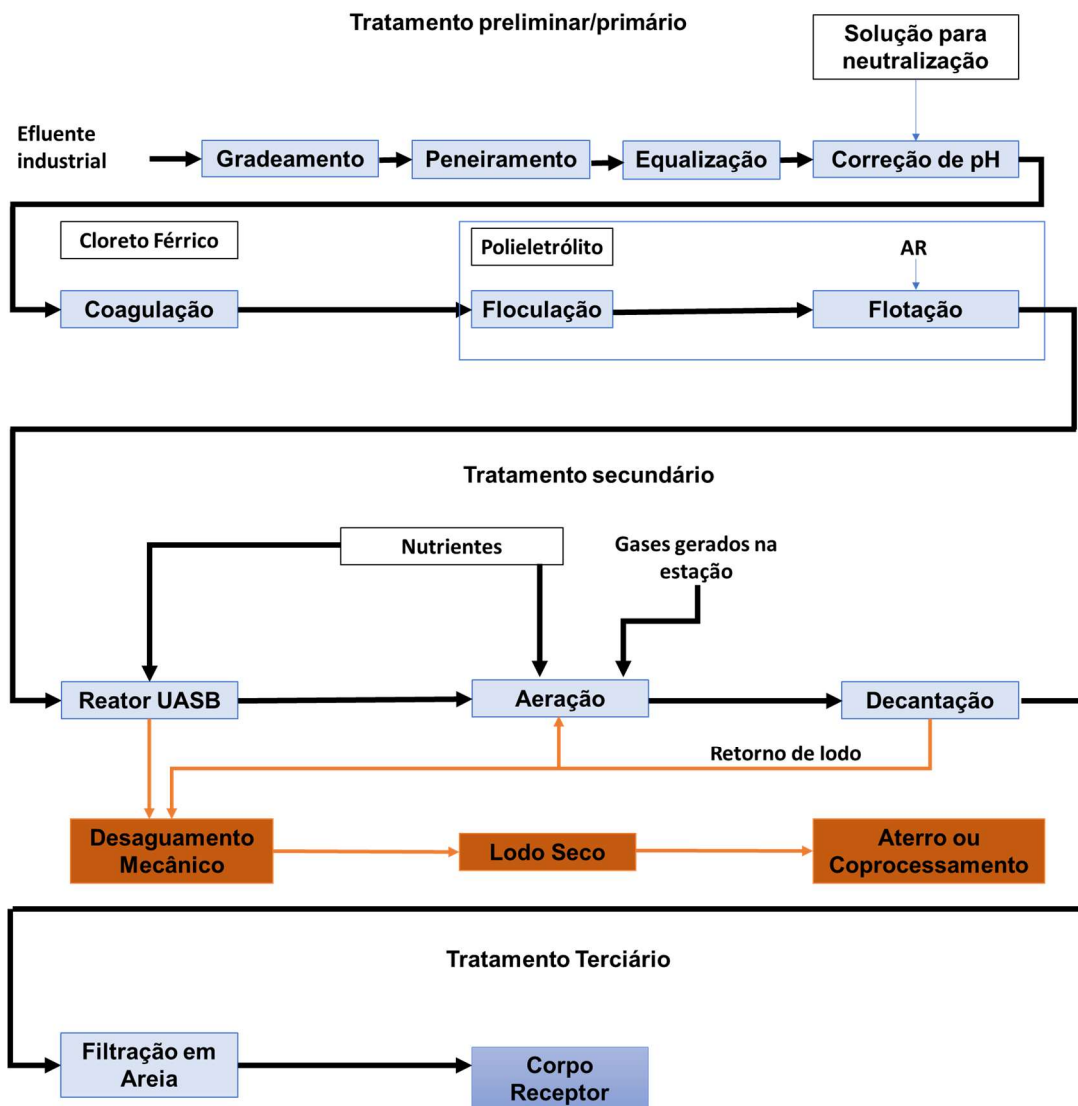 Tratamento preliminar/primário
Solução para
neutralização
Efluente
industrial
Gradeamento
Peneiramento
Equalização
Correção de pH
Cloreto Férrico
Polieletrólito
AR
Coagulação
Floculação
Flotação
Tratamento secundário
Nutrientes
Gases gerados na
estação
Reator UASB
Aeração
Decantação
Retorno de lodo
Desaguamento
Mecânico
Lodo Seco
Aterro ou
Coprocessamento
Tratamento Terciário
Filtração em
Areia
Corpo
Receptor